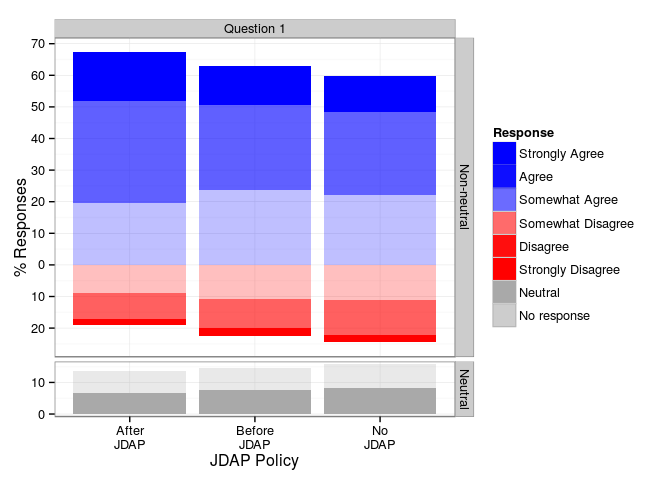 Question 1
70
60
50
40
30
20
10
0
10
20
% Responses
Non-neutral
10
0
Neutral
After
JDAP
Before
JDAP
No
JDAP
JDAP Policy
Response
Strongly Agree
Agree
Somewhat Agree
Somewhat Disagree
Disagree
Strongly Disagree
Neutral
No response